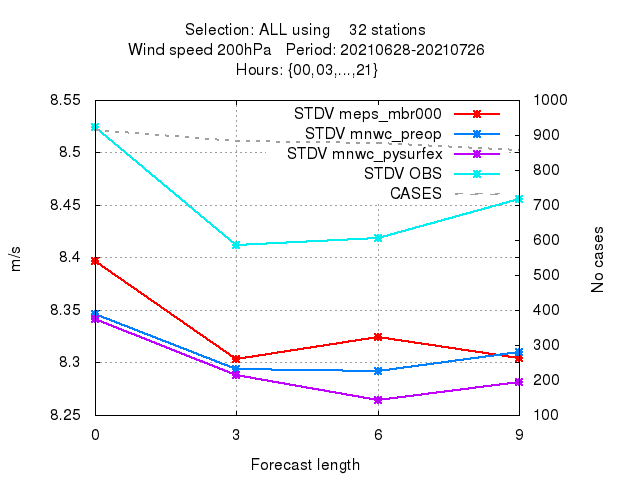 Selection: ALL using    32 stations
Wind speed 200hPa   Period: 20210628-20210726
Hours: {00,03,...,21}
8.55
8.5
8.45
8.4
8.35
8.3
8.25
1000
900
800
700
600
500
400
300
200
100
STDV meps_mbr000
STDV mnwc_preop
STDV mnwc_pysurfex
STDV OBS
CASES
m/s
No cases
0 3 6 9
Forecast length